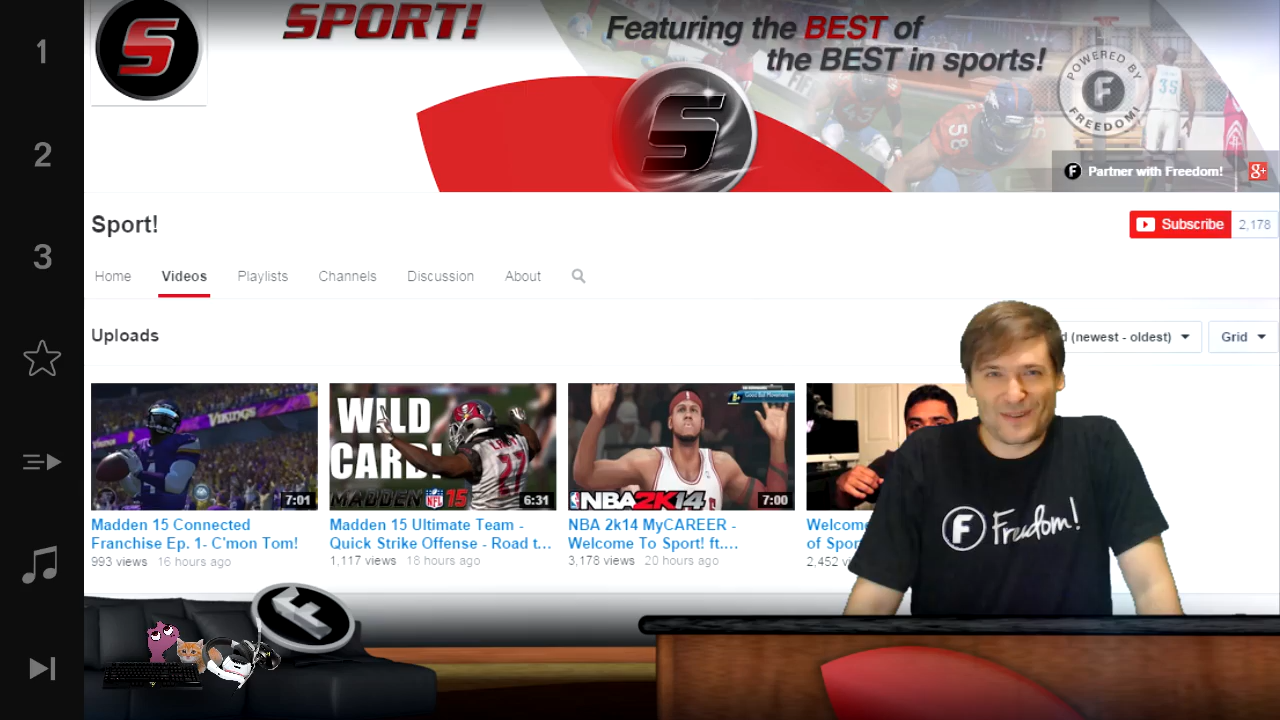 1
2
3
SPORT!
Featuring the BEST of
the BEST in sports!
POWERED BY
FREEDOM!
Partner with Freedom!
Sport!
Subscribe 2,178
Home Videos Playlists Channels Discussion About
Uploads
(newest - oldest) Grid
VIKINGS
7:01
WILD
CARD!
MADDEN NFL 15
6:31
NBA 2K14
7:00
Madden 15 Connected
Franchise Ep. 1- C'mon Tom!
993 views 16 hours ago
Madden 15 Ultimate Team -
Quick Strike Offense - Road t...
1,117 views 18 hours ago
NBA 2k14 MyCAREER -
Welcome To Sport! ft....
3,178 views 20 hours ago
Welcome
of Spor
2,452 v
F Freedom!